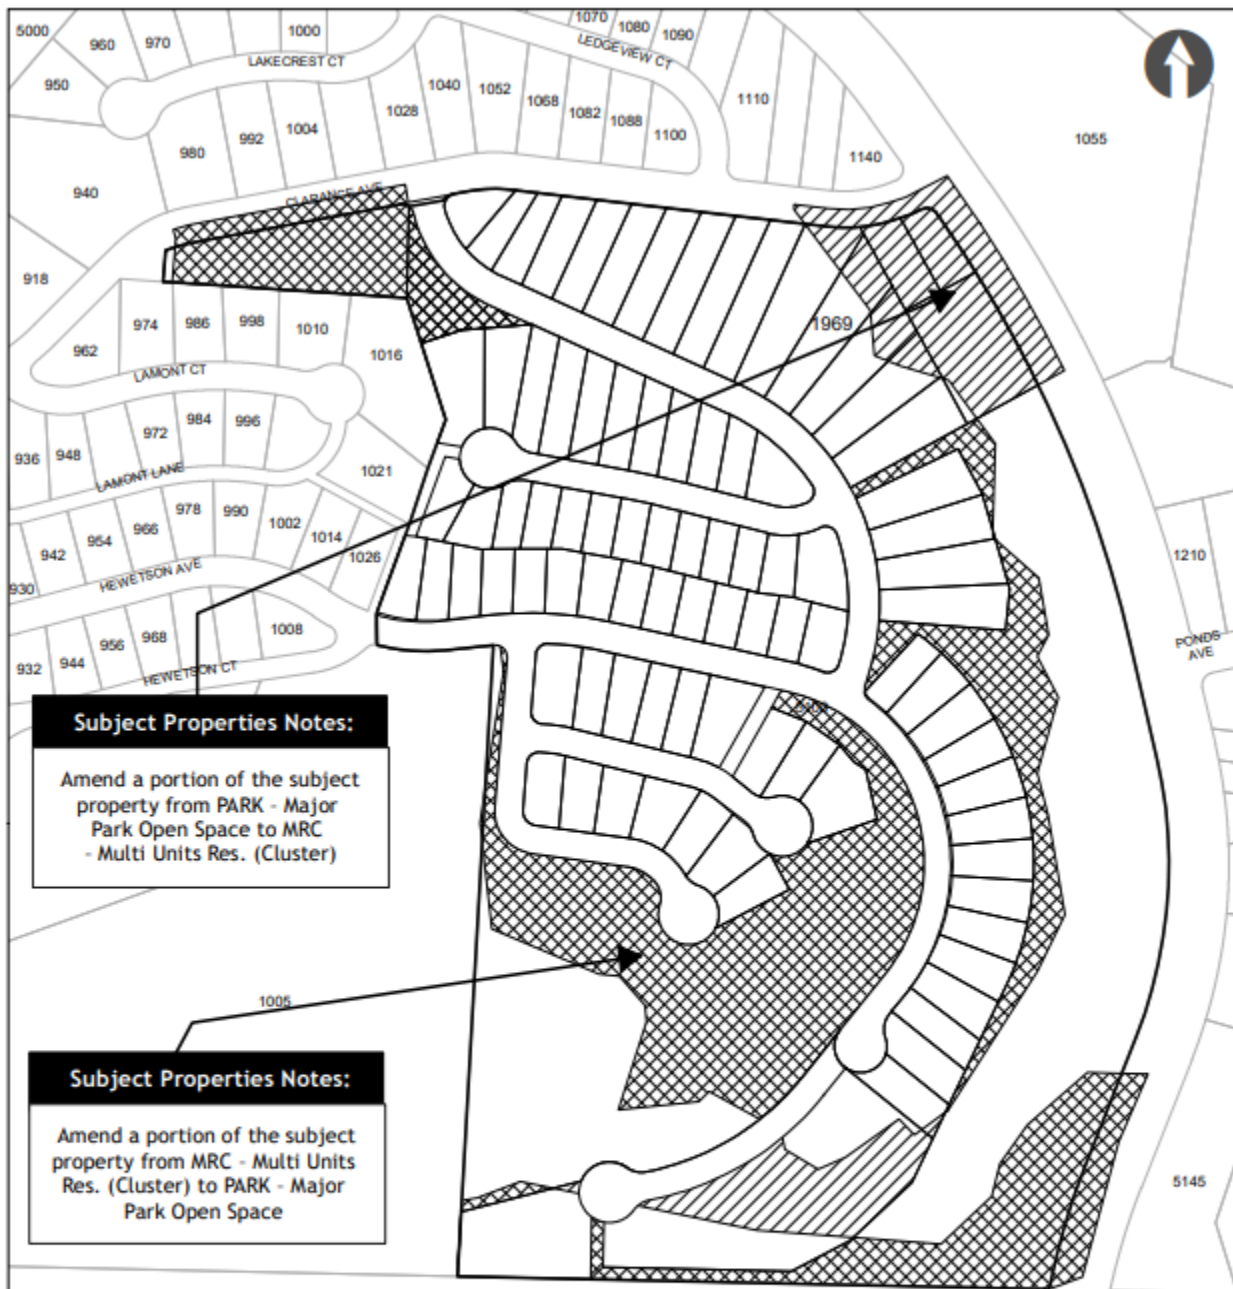 5000
960
970
1000
1070
1080
1090
LAKECREST CT
LEDGEVIEW CT
950
1040
1052
1068
1082
1088
1100
1110
1028
1004
992
980
1140
1055
940
CLARANCE AVE
918
974
986
998
1010
962
1016
1969
LAMONT CT
984
996
972
948
936
1021
LAMONT LANE
978
990
1002
1014
1026
966
954
942
930
HEWETSON AVE
1210
PONDS
AVE
1008
968
956
944
932
HEWETSON CT
Subject Properties Notes:
Amend a portion of the subject
property from PARK - Major
Park Open Space to MRC
- Multi Units Res. (Cluster)
1005
Subject Properties Notes:
Amend a portion of the subject
property from MRC - Multi Units
Res. (Cluster) to PARK - Major
Park Open Space
5145